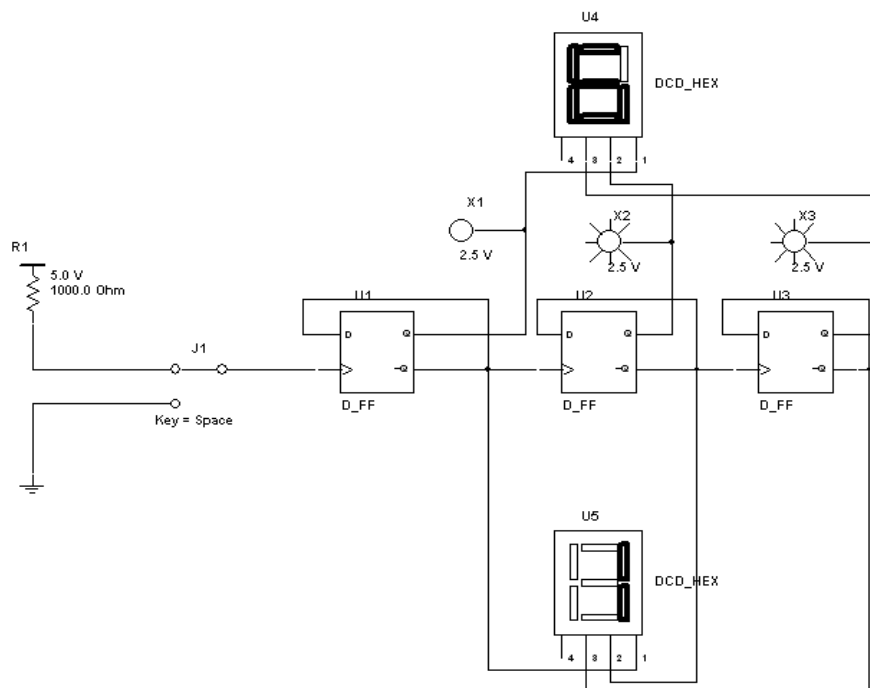 U4
DCD_HEX
4 3 2 1
X1
2.5 V
X2
2.5 V
X3
2.5 V
R1
5.0 V
1000.0 Ohm
J1
Key = Space
U1
D Q
¬Q
D_FF
U2
D Q
¬Q
D_FF
U3
D Q
¬Q
D_FF
U5
DCD_HEX
4 3 2 1